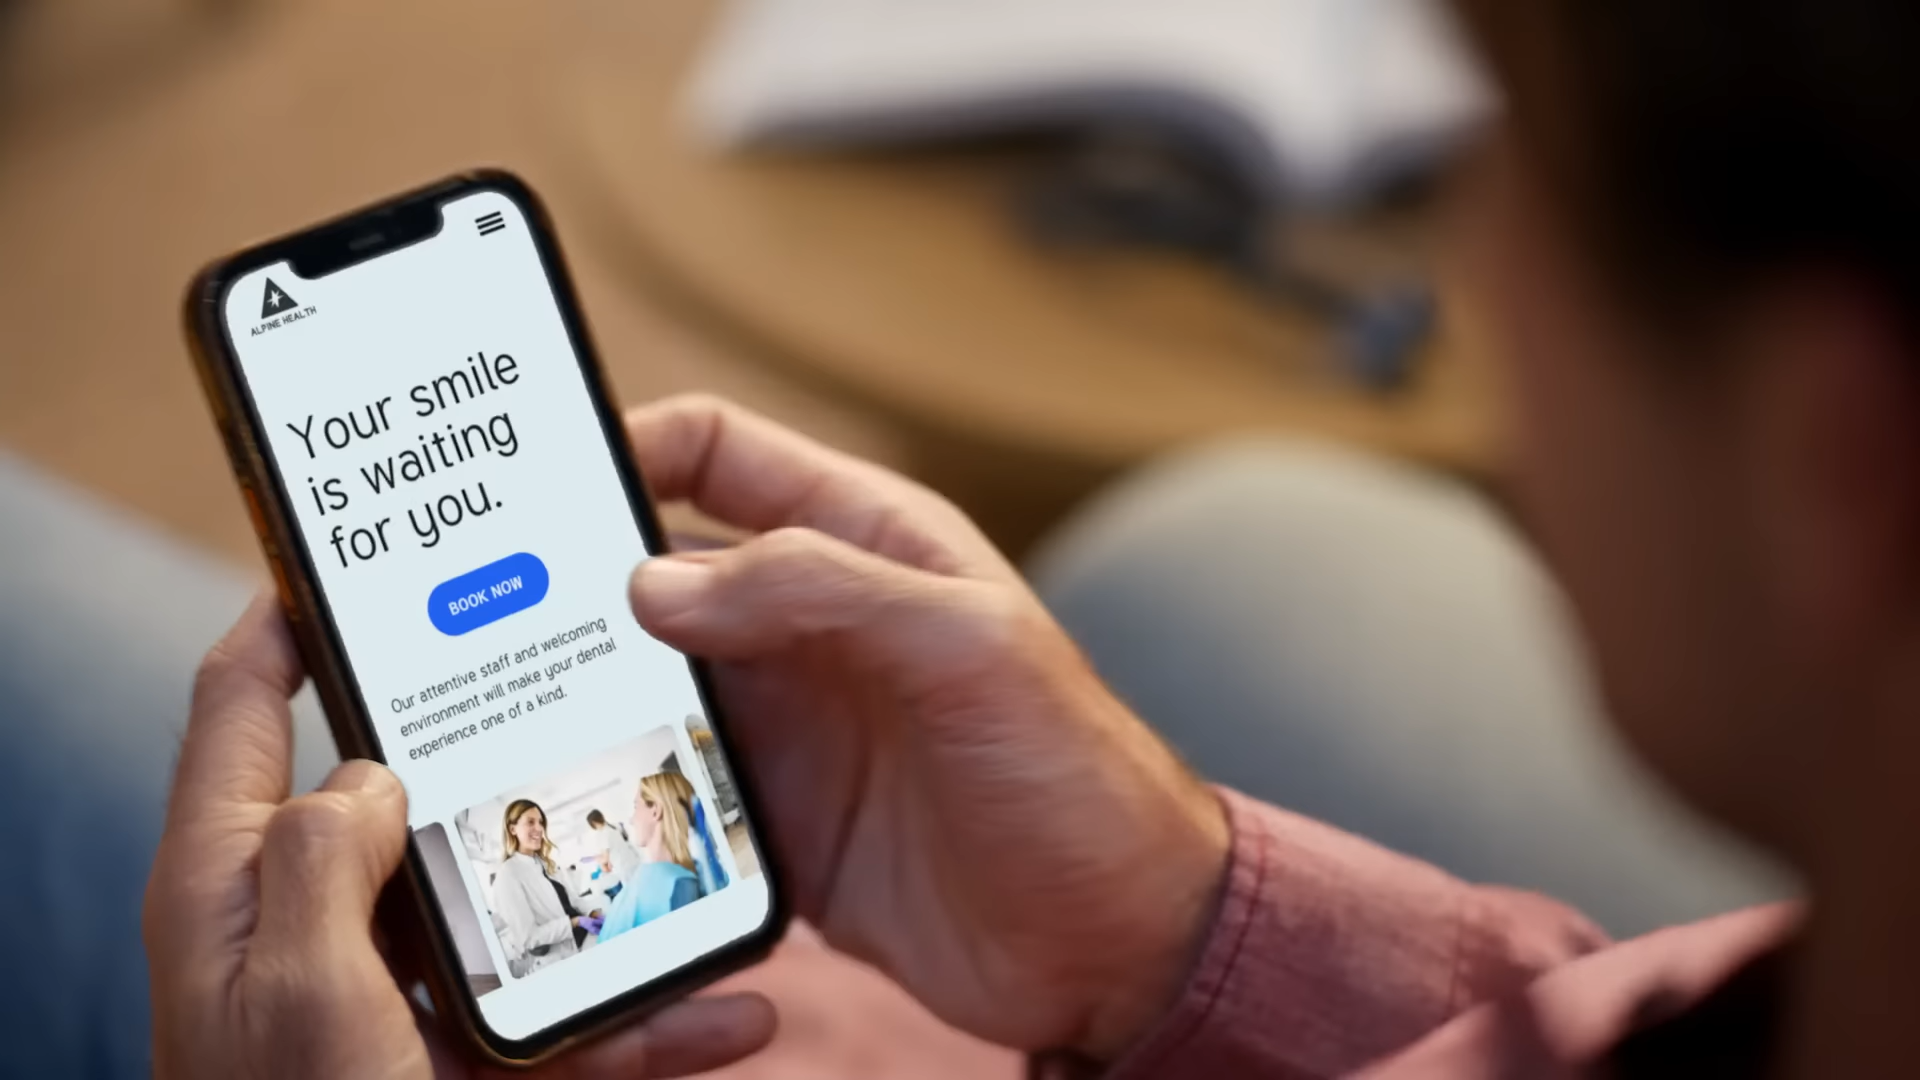 ALPINE HEALTH
Your smile
is waiting
for you.
BOOK NOW
Our attentive staff and welcoming
environment will make your dental
experience one of a kind.